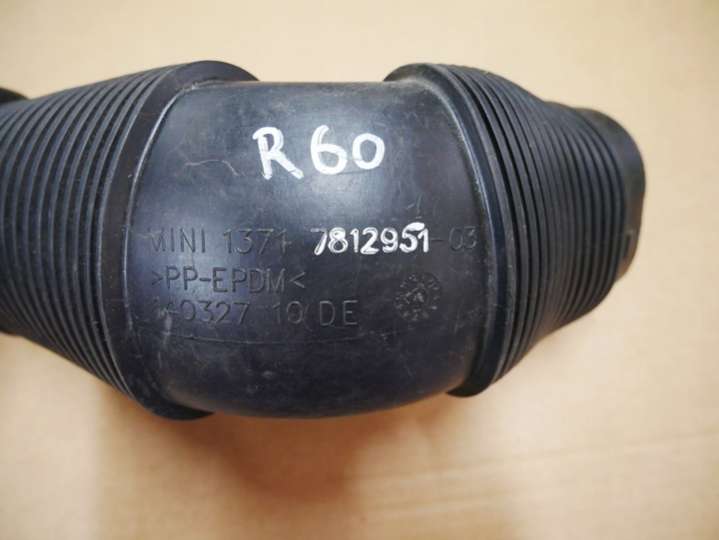 R60
MINI 1371 7812951-03
>PP-EPDM<
140327 10 DE